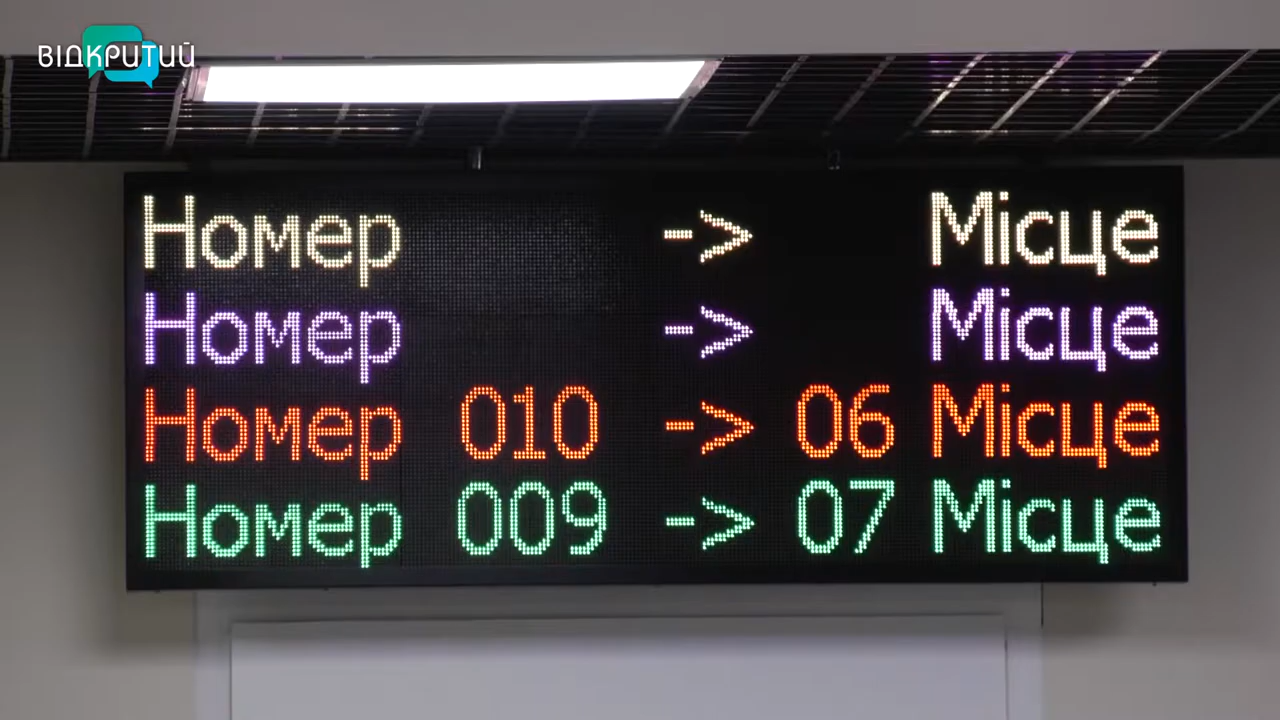 ВІДКРИТИЙ
Номер -> Місце
Номер -> Місце
Номер 010 -> 06 Місце
Номер 009 -> 07 Місце